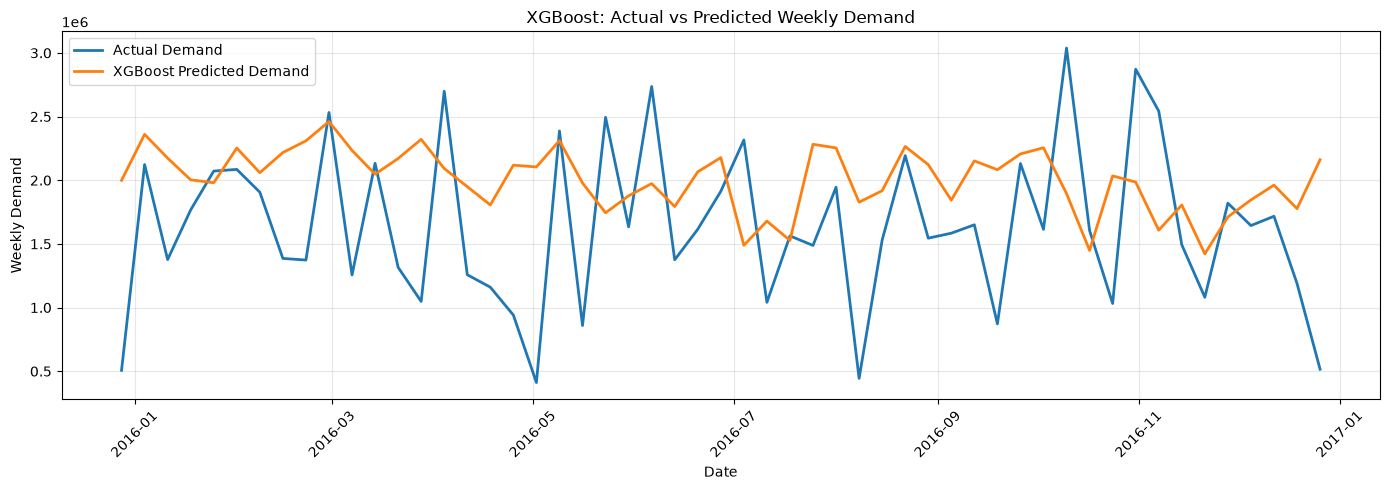 XGBoost: Actual vs Predicted Weekly Demand
1e6
Actual Demand
XGBoost Predicted Demand
Weekly Demand
3.0
2.5
2.0
1.5
1.0
0.5
2016-01
2016-03
2016-05
2016-07
2016-09
2016-11
2017-01
Date